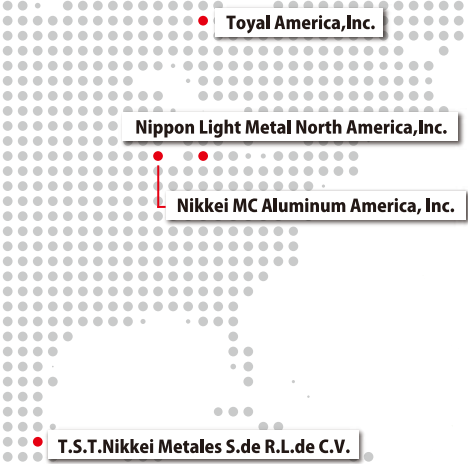 Toyal America,Inc.
Nippon Light Metal North America,Inc.
Nikkei MC Aluminum America, Inc.
T.S.T.Nikkei Metales S.de R.L.de C.V.